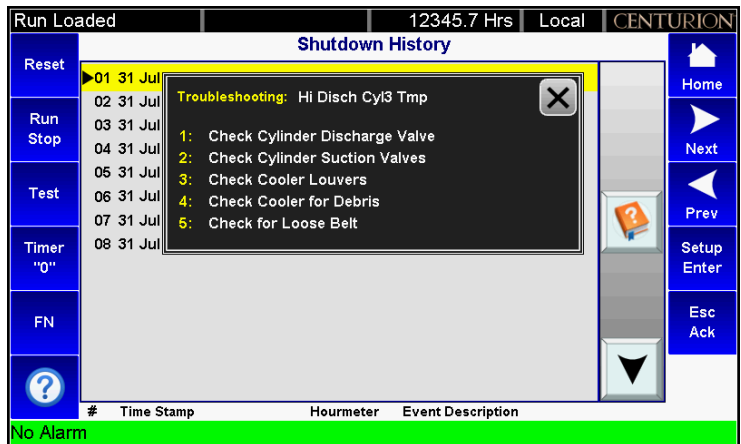 Run Loaded 12345.7 Hrs Local CENTURION
Shutdown History
Reset
Run
Stop
Test
Timer
"0"
FN
?
01 31 Jul
02 31 Jul
03 31 Jul
04 31 Jul
05 31 Jul
06 31 Jul
07 31 Jul
08 31 Jul
Troubleshooting: Hi Disch Cyl3 Tmp
1: Check Cylinder Discharge Valve
2: Check Cylinder Suction Valves
3: Check Cooler Louvers
4: Check Cooler for Debris
5: Check for Loose Belt
?
Home
Next
Prev
Setup
Enter
Esc
Ack
# Time Stamp Hourmeter Event Description
No Alarm